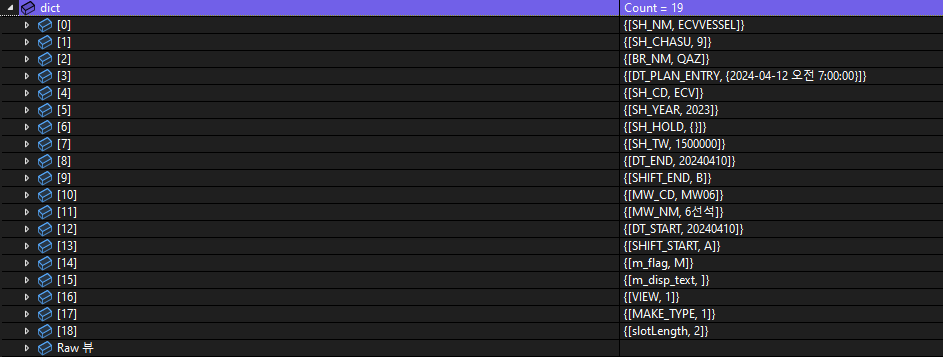 dict Count = 19
[0] {[SH_NM, ECVVESSEL]}
[1] {[SH_CHASU, 9]}
[2] {[BR_NM, QAZ]}
[3] {[DT_PLAN_ENTRY, {2024-04-12 오전 7:00:00}]}
[4] {[SH_CD, ECV]}
[5] {[SH_YEAR, 2023]}
[6] {[SH_HOLD, {}]}
[7] {[SH_TW, 1500000]}
[8] {[DT_END, 20240410]}
[9] {[SHIFT_END, B]}
[10] {[MW_CD, MW06]}
[11] {[MW_NM, 6선석]}
[12] {[DT_START, 20240410]}
[13] {[SHIFT_START, A]}
[14] {[m_flag, M]}
[15] {[m_disp_text, ]}
[16] {[VIEW, 1]}
[17] {[MAKE_TYPE, 1]}
[18] {[slotLength, 2]}
Raw 뷰